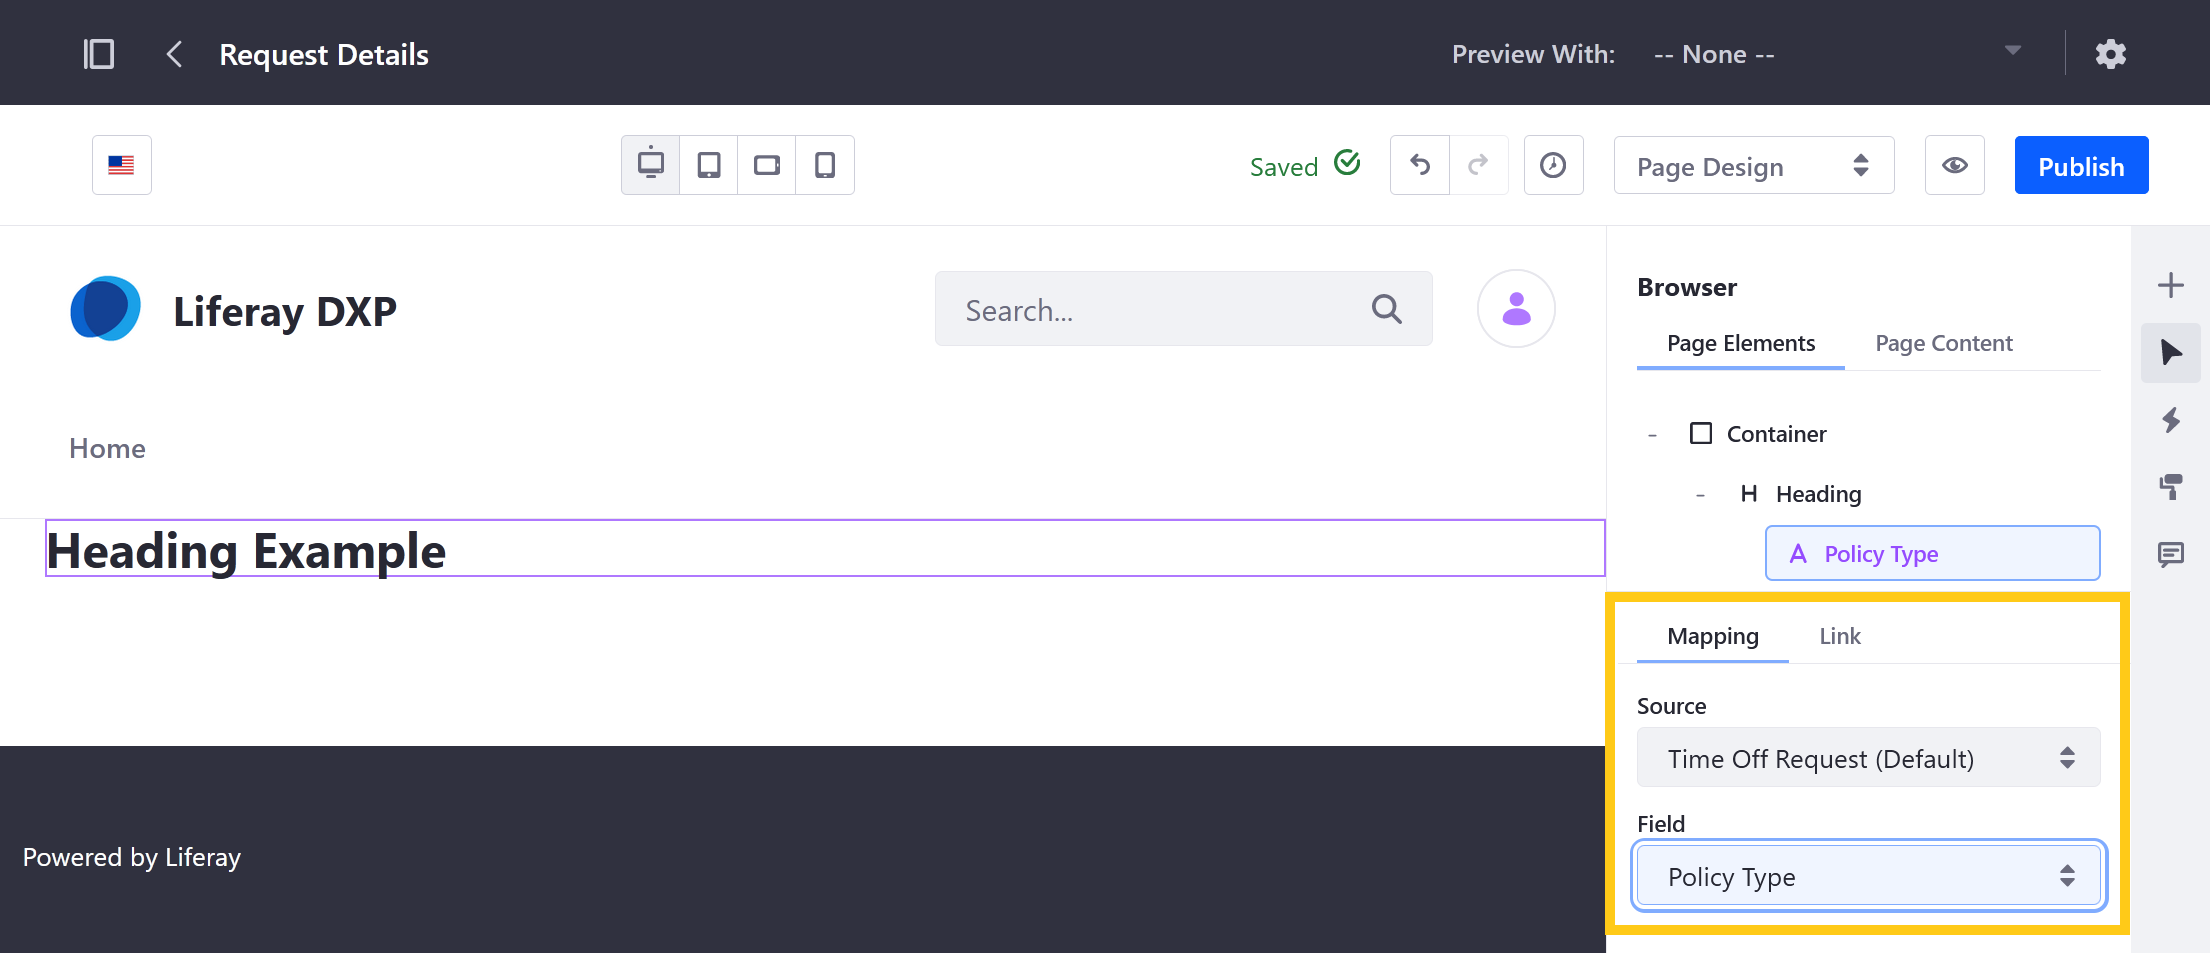 Request Details
Preview With: -- None --
Saved
Page Design
Publish
Liferay DXP
Search...
Home
Heading Example
Powered by Liferay
Browser
Page Elements Page Content
- Container
- H Heading
A Policy Type
Mapping Link
Source
Time Off Request (Default)
Field
Policy Type